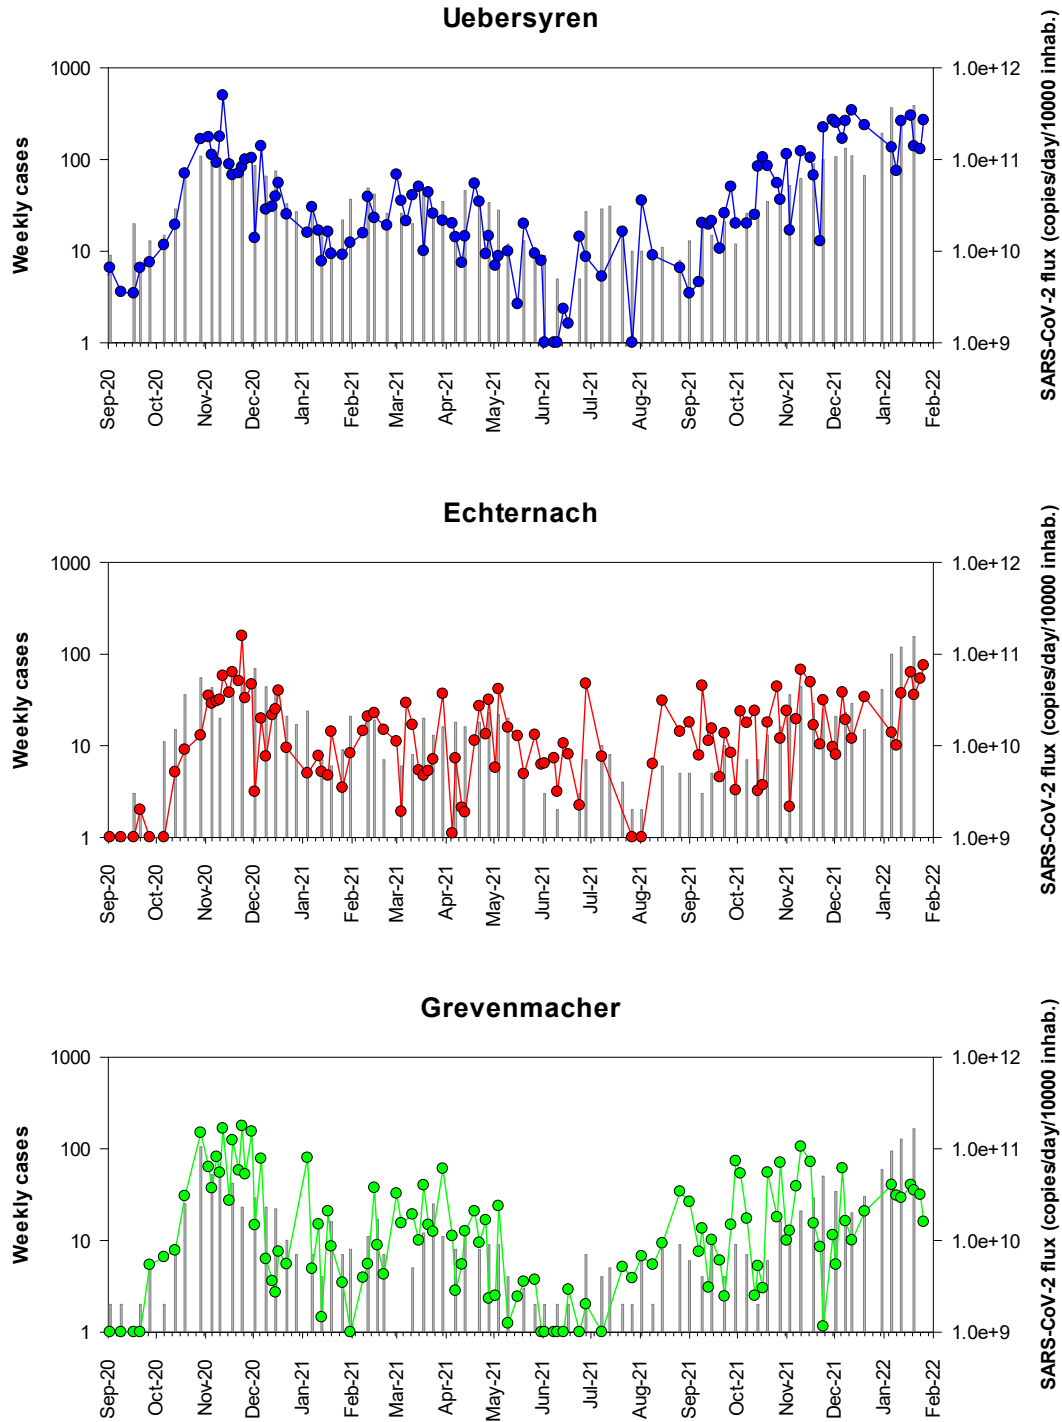 Uebersyren
Weekly cases
SARS-CoV-2 flux (copies/day/10000 inhab.)
1000
100
10
1
1.0e+12
1.0e+11
1.0e+10
1.0e+9
Sep-20
Oct-20
Nov-20
Dec-20
Jan-21
Feb-21
Mar-21
Apr-21
May-21
Jun-21
Jul-21
Aug-21
Sep-21
Oct-21
Nov-21
Dec-21
Jan-22
Feb-22
Echternach
Weekly cases
SARS-CoV-2 flux (copies/day/10000 inhab.)
1000
100
10
1
1.0e+12
1.0e+11
1.0e+10
1.0e+9
Sep-20
Oct-20
Nov-20
Dec-20
Jan-21
Feb-21
Mar-21
Apr-21
May-21
Jun-21
Jul-21
Aug-21
Sep-21
Oct-21
Nov-21
Dec-21
Jan-22
Feb-22
Grevenmacher
Weekly cases
SARS-CoV-2 flux (copies/day/10000 inhab.)
1000
100
10
1
1.0e+12
1.0e+11
1.0e+10
1.0e+9
Sep-20
Oct-20
Nov-20
Dec-20
Jan-21
Feb-21
Mar-21
Apr-21
May-21
Jun-21
Jul-21
Aug-21
Sep-21
Oct-21
Nov-21
Dec-21
Jan-22
Feb-22